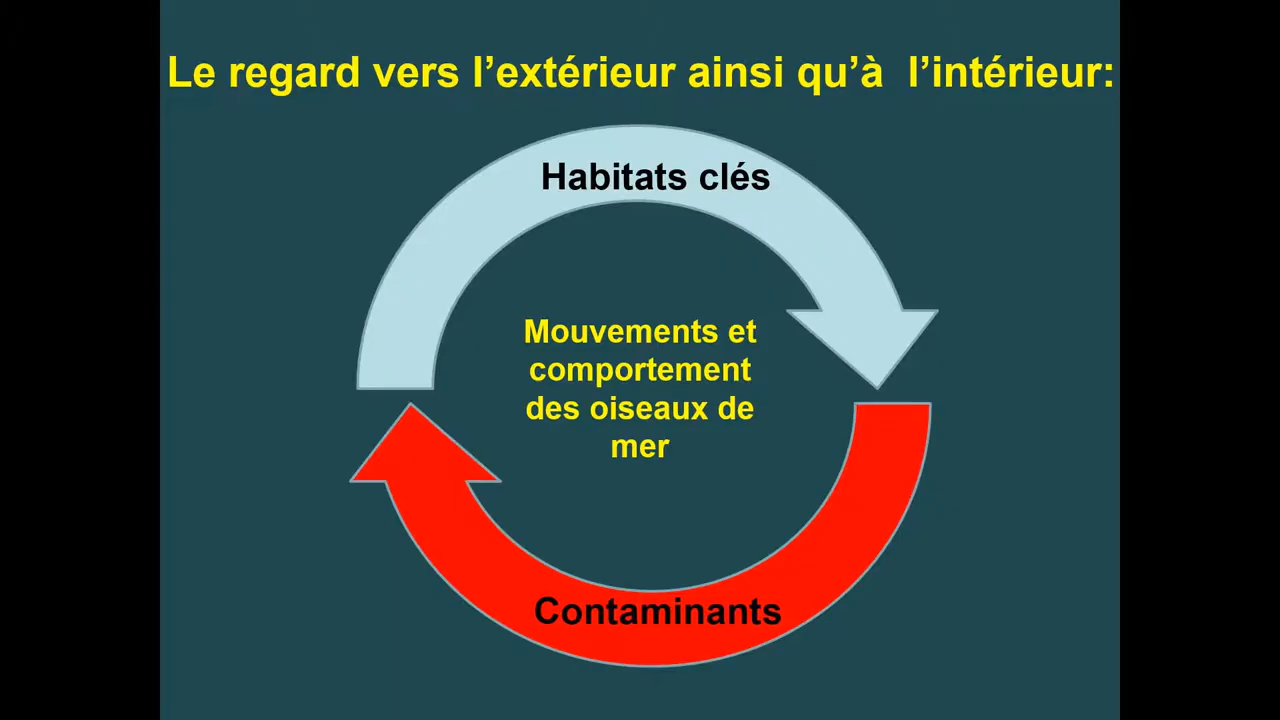 Le regard vers l’extérieur ainsi qu’à l’intérieur:
Habitats clés
Mouvements et
comportement
des oiseaux de
mer
Contaminants